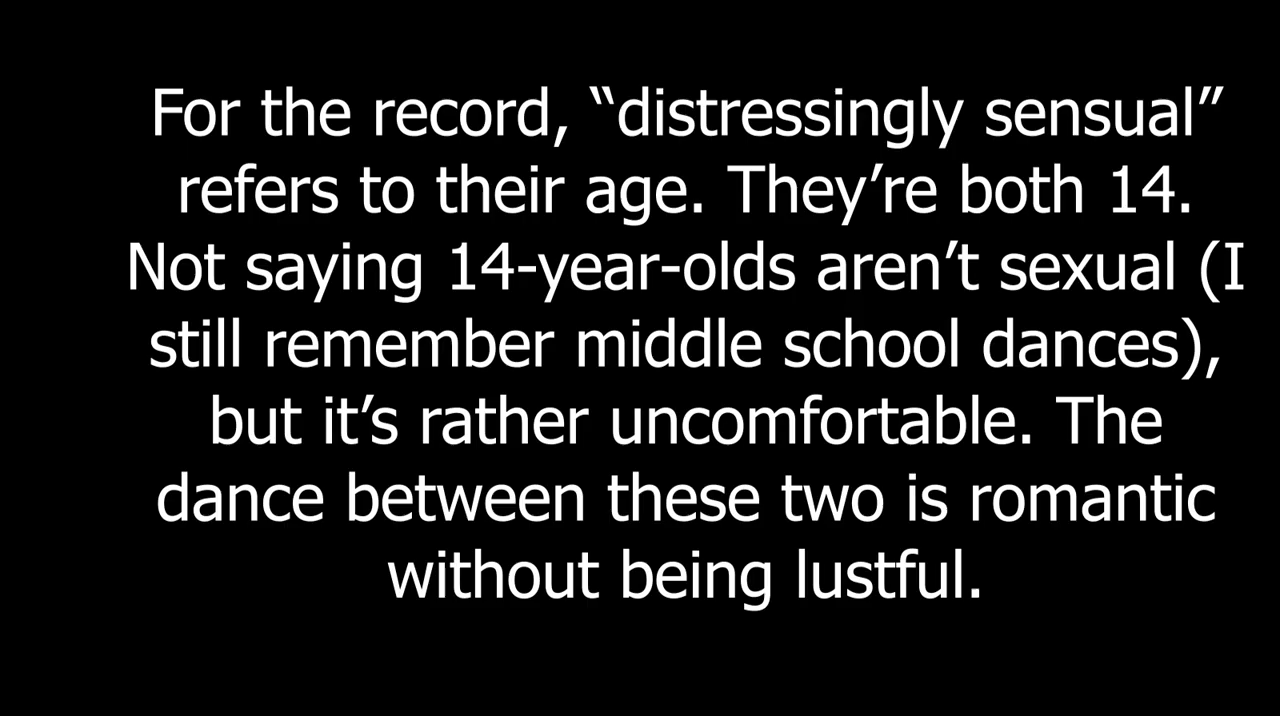 For the record, “distressingly sensual”
refers to their age. They’re both 14.
Not saying 14-year-olds aren’t sexual (I
still remember middle school dances),
but it’s rather uncomfortable. The
dance between these two is romantic
without being lustful.